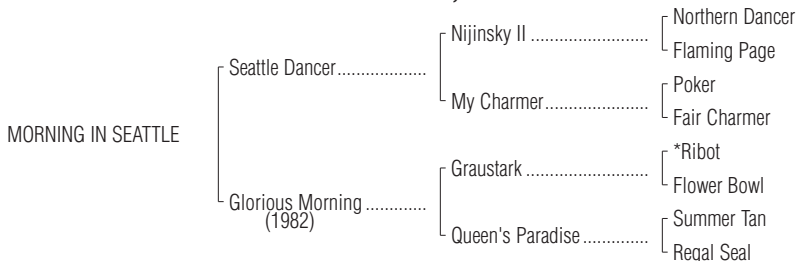 Northern Dancer
Nijinsky II ..........................
Flaming Page
Seattle Dancer...................
Poker
My Charmer......................
Fair Charmer
MORNING IN SEATTLE
*Ribot
Graustark ..........................
Flower Bowl
Glorious Morning .............
(1982)
Summer Tan
Queen's Paradise..............
Regal Seal